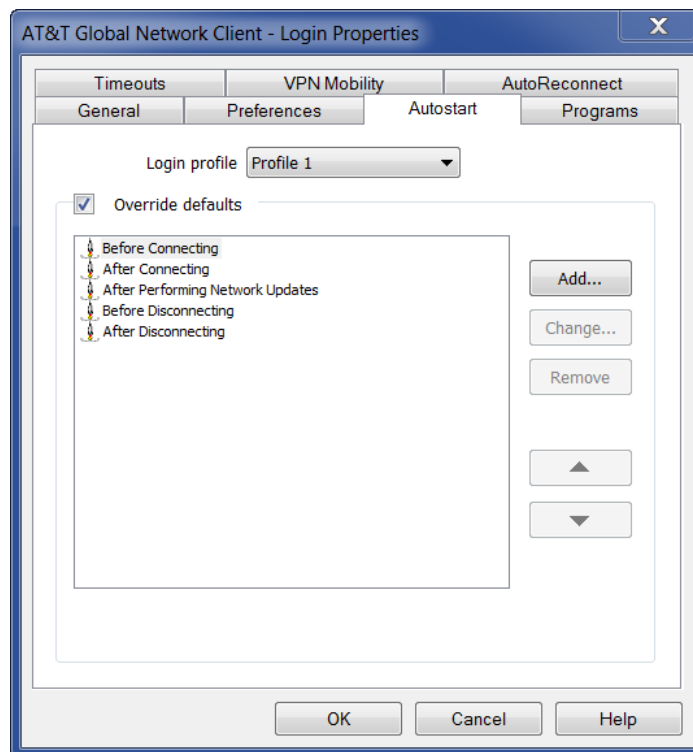 AT&T Global Network Client - Login Properties
X
Timeouts VPN Mobility AutoReconnect
General Preferences Autostart Programs
Login profile Profile 1
Override defaults
Before Connecting
After Connecting
After Performing Network Updates
Before Disconnecting
After Disconnecting
Add...
Change...
Remove
OK Cancel Help